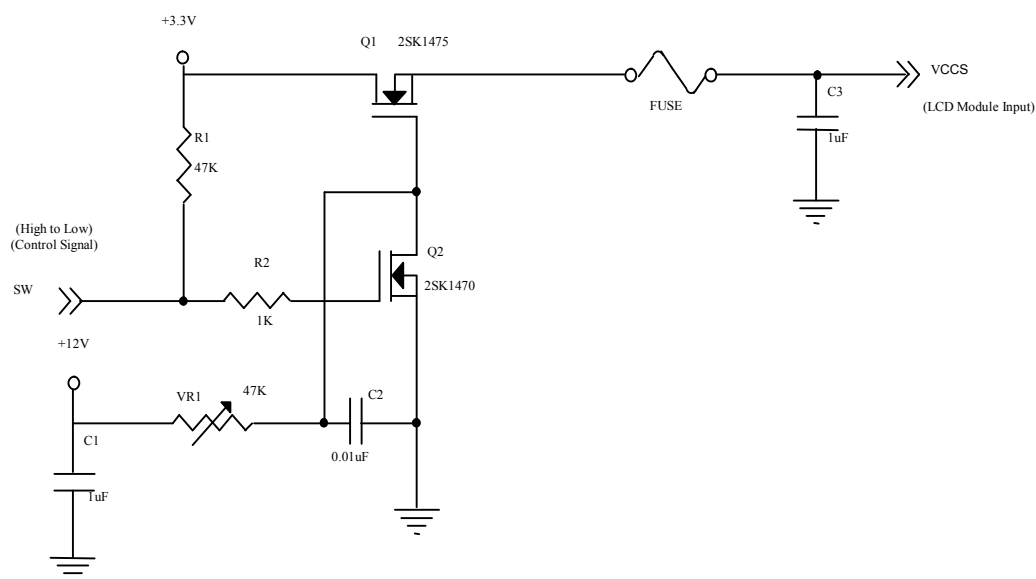 +3.3V
Q1 2SK1475
VCCS
FUSE
C3
(LCD Module Input)
R1
1uF
47K
(High to Low)
(Control Signal)
Q2
R2
SW
2SK1470
1K
+12V
47K
VR1
C2
C1
0.01uF
1uF